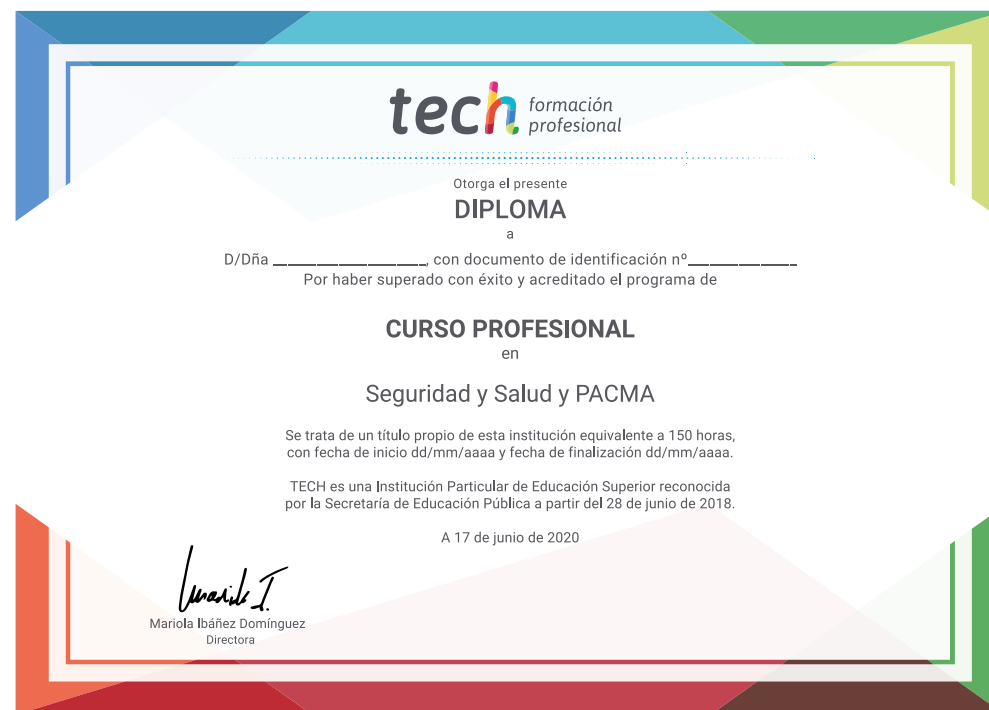 tech formación
profesional
Otorga el presente
DIPLOMA
a
D/Dña ______________________, con documento de identificación nº_______________
Por haber superado con éxito y acreditado el programa de
CURSO PROFESIONAL
en
Seguridad y Salud y PACMA
Se trata de un título propio de esta institución equivalente a 150 horas,
con fecha de inicio dd/mm/aaaa y fecha de finalización dd/mm/aaaa.
TECH es una Institución Particular de Educación Superior reconocida
por la Secretaría de Educación Pública a partir del 28 de junio de 2018.
A 17 de junio de 2020
Mariola Ibáñez Domínguez
Directora